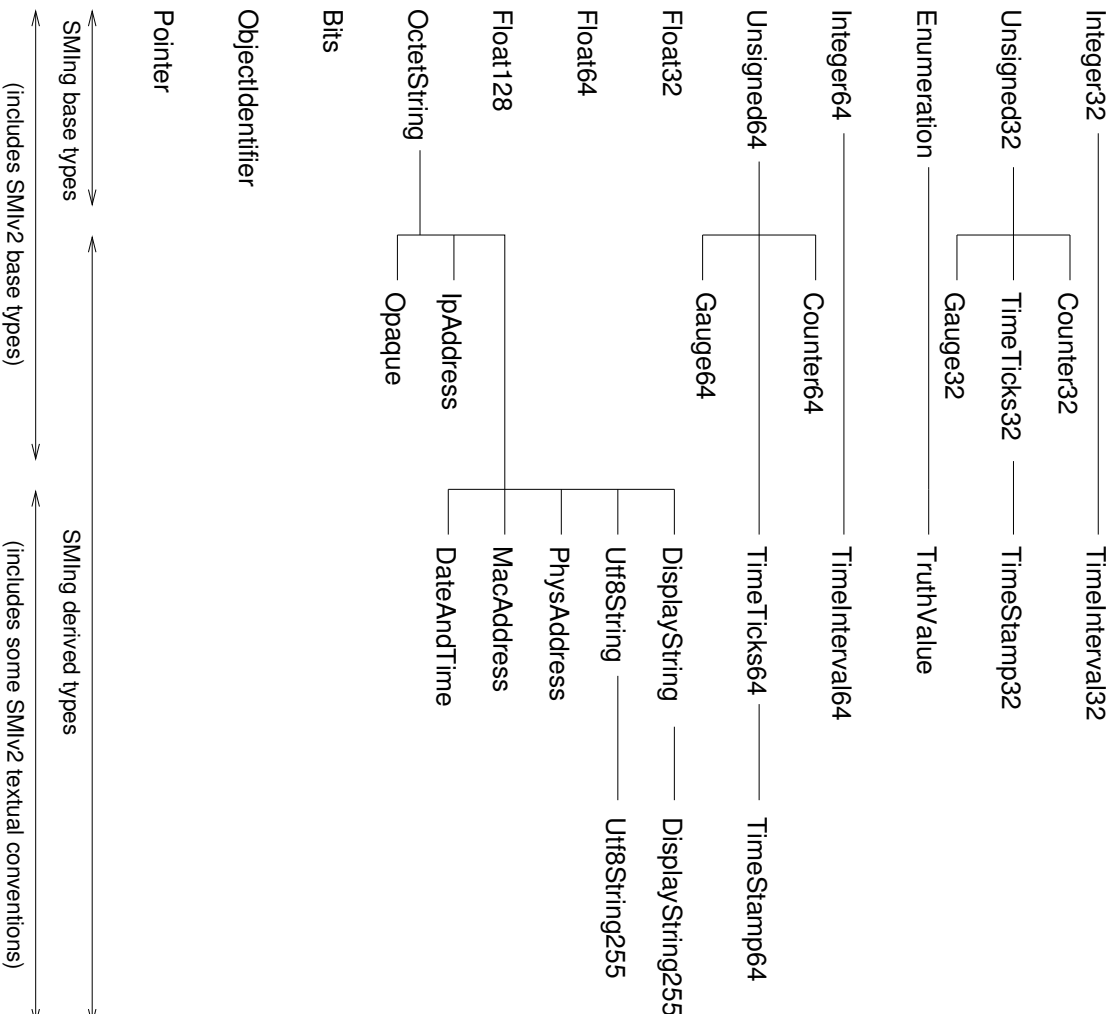 Integer32
TimeInterval32
Counter32
Unsigned32
TimeTicks32
TimeStamp32
Gauge32
Enumeration
TruthValue
Integer64
TimeInterval64
Counter64
Unsigned64
TimeTicks64
TimeStamp64
Gauge64
Float32
Float64
Float128
DisplayString
DisplayString255
Utf8String
Utf8String255
PhysAddress
OctetString
MacAddress
IpAddress
DateAndTime
Opaque
Bits
ObjectIdentifier
Pointer
SMIng base types
SMIng derived types
(includes SMIv2 base types)
(includes some SMIv2 textual conventions)